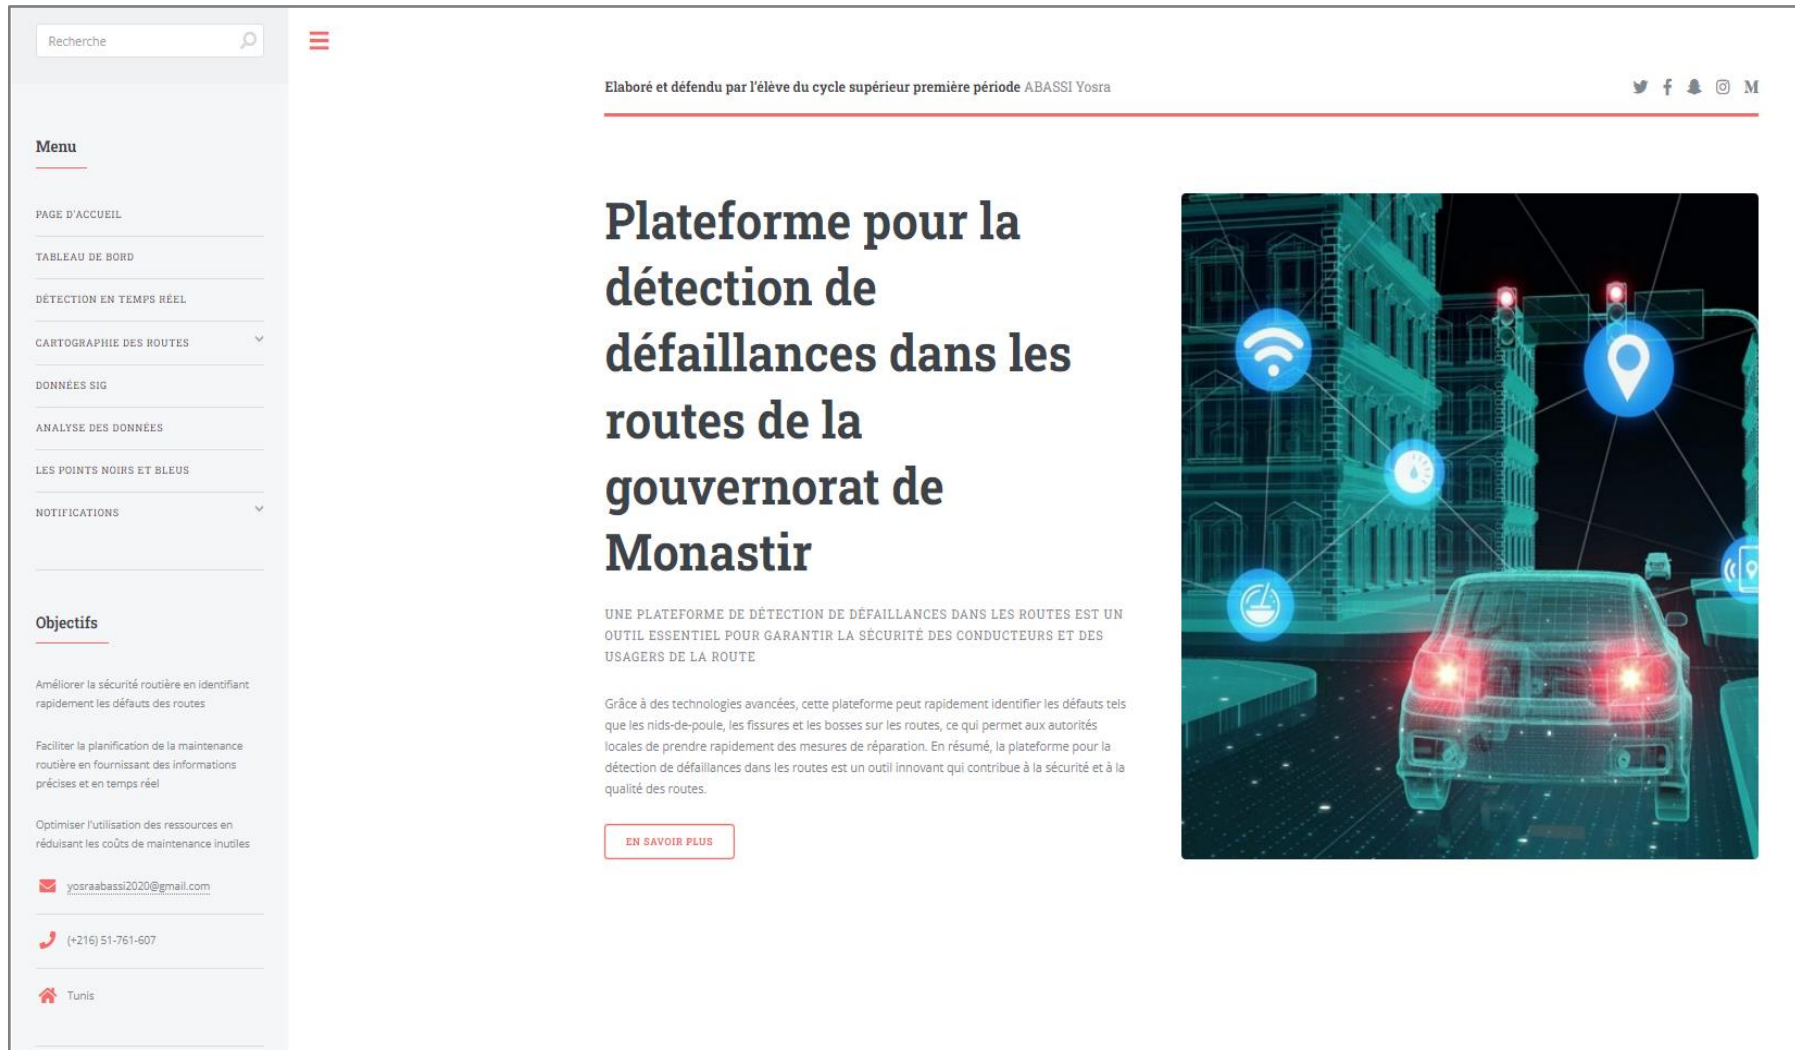 Recherche
Menu
PAGE D'ACCUEIL
TABLEAU DE BORD
DÉTECTION EN TEMPS RÉEL
CARTOGRAPHIE DES ROUTES
DONNÉES SIG
ANALYSE DES DONNÉES
LES POINTS NOIRS ET BLEUS
NOTIFICATIONS
Objectifs
Améliorer la sécurité routière en identifiant
rapidement les défauts des routes
Faciliter la planification de la maintenance
routière en fournissant des informations
précises et en temps réel
Optimiser l'utilisation des ressources en
réduisant les coûts de maintenance inutiles
yosraabassi2020@gmail.com
(+216) 51-761-607
Tunis
Elaboré et défendu par l'élève du cycle supérieur première période ABASSI Yosra
Plateforme pour la
détection de
défaillances dans les
routes de la
gouvernorat de
Monastir
UNE PLATEFORME DE DÉTECTION DE DÉFAILLANCES DANS LES ROUTES EST UN
OUTIL ESSENTIEL POUR GARANTIR LA SÉCURITÉ DES CONDUCTEURS ET DES
USAGERS DE LA ROUTE
Grâce à des technologies avancées, cette plateforme peut rapidement identifier les défauts tels
que les nids-de-poule, les fissures et les bosses sur les routes, ce qui permet aux autorités
locales de prendre rapidement des mesures de réparation. En résumé, la plateforme pour la
détection de défaillances dans les routes est un outil innovant qui contribue à la sécurité et à la
qualité des routes.
EN SAVOIR PLUS